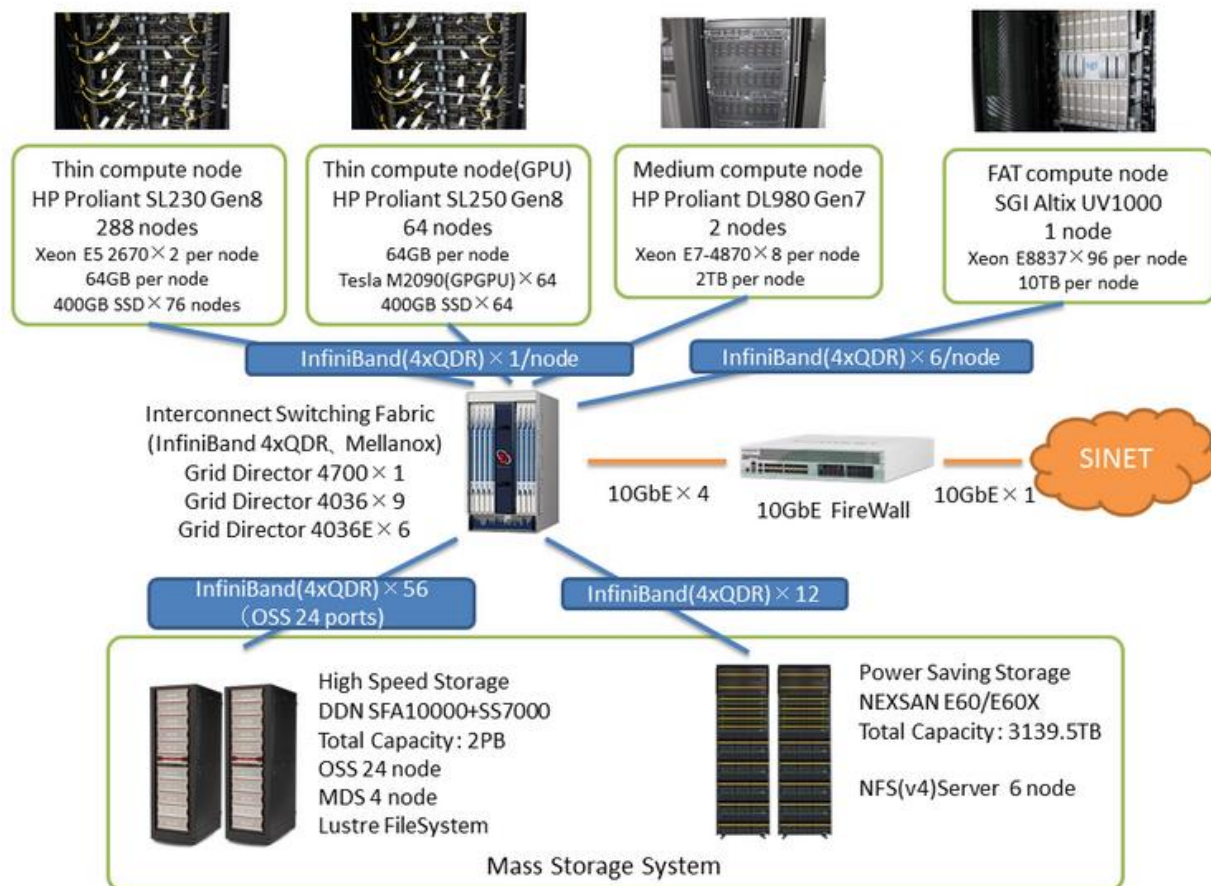 Thin compute node
HP Proliant SL230 Gen8
288 nodes
Xeon E5 2670×2 per node
64GB per node
400GB SSD×76 nodes
Thin compute node(GPU)
HP Proliant SL250 Gen8
64 nodes
64GB per node
Tesla M2090(GPGPU)×64
400GB SSD×64
Medium compute node
HP Proliant DL980 Gen7
2 nodes
Xeon E7-4870×8 per node
2TB per node
FAT compute node
SGI Altix UV1000
1 node
Xeon E8837×96 per node
10TB per node
InfiniBand(4xQDR)×1/node
InfiniBand(4xQDR)×6/node
Interconnect Switching Fabric
(InfiniBand 4xQDR、Mellanox)
Grid Director 4700×1
Grid Director 4036×9
Grid Director 4036E×6
10GbE×4
10GbE FireWall
10GbE×1
SINET
InfiniBand(4xQDR)×56
（OSS 24 ports)
InfiniBand(4xQDR)×12
High Speed Storage
DDN SFA10000+SS7000
Total Capacity: 2PB
OSS 24 node
MDS 4 node
Lustre FileSystem
Power Saving Storage
NEXSAN E60/E60X
Total Capacity: 3139.5TB
NFS(v4)Server 6 node
Mass Storage System